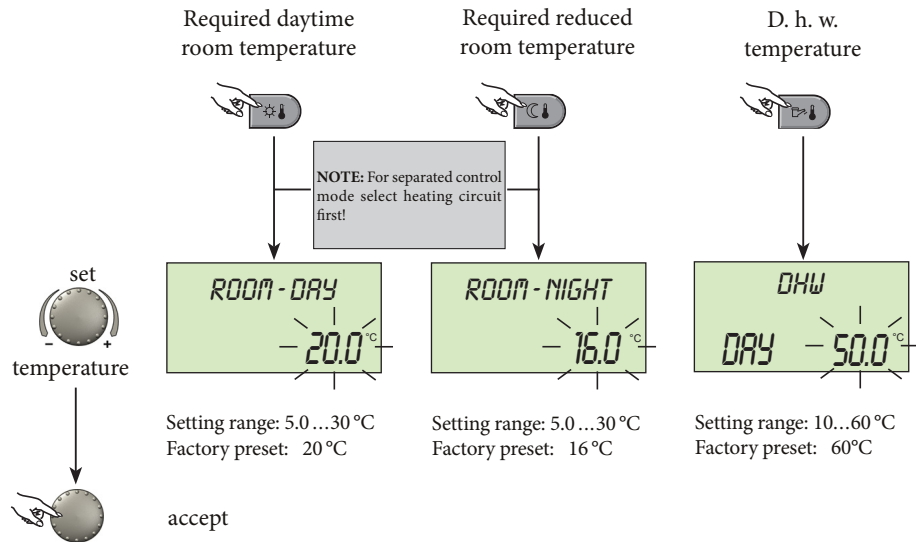 Required daytime
room temperature
Required reduced
room temperature
D. h. w.
temperature
NOTE: For separated control
mode select heating circuit
first!
set
- +
temperature
ROOM-DAY
20.0 °C
Setting range: 5.0 …30 °C
Factory preset: 20 °C
ROOM-NIGHT
16.0 °C
Setting range: 5.0 …30 °C
Factory preset: 16 °C
DHW
DAY 50.0 °C
Setting range: 10…60 °C
Factory preset: 60°C
accept